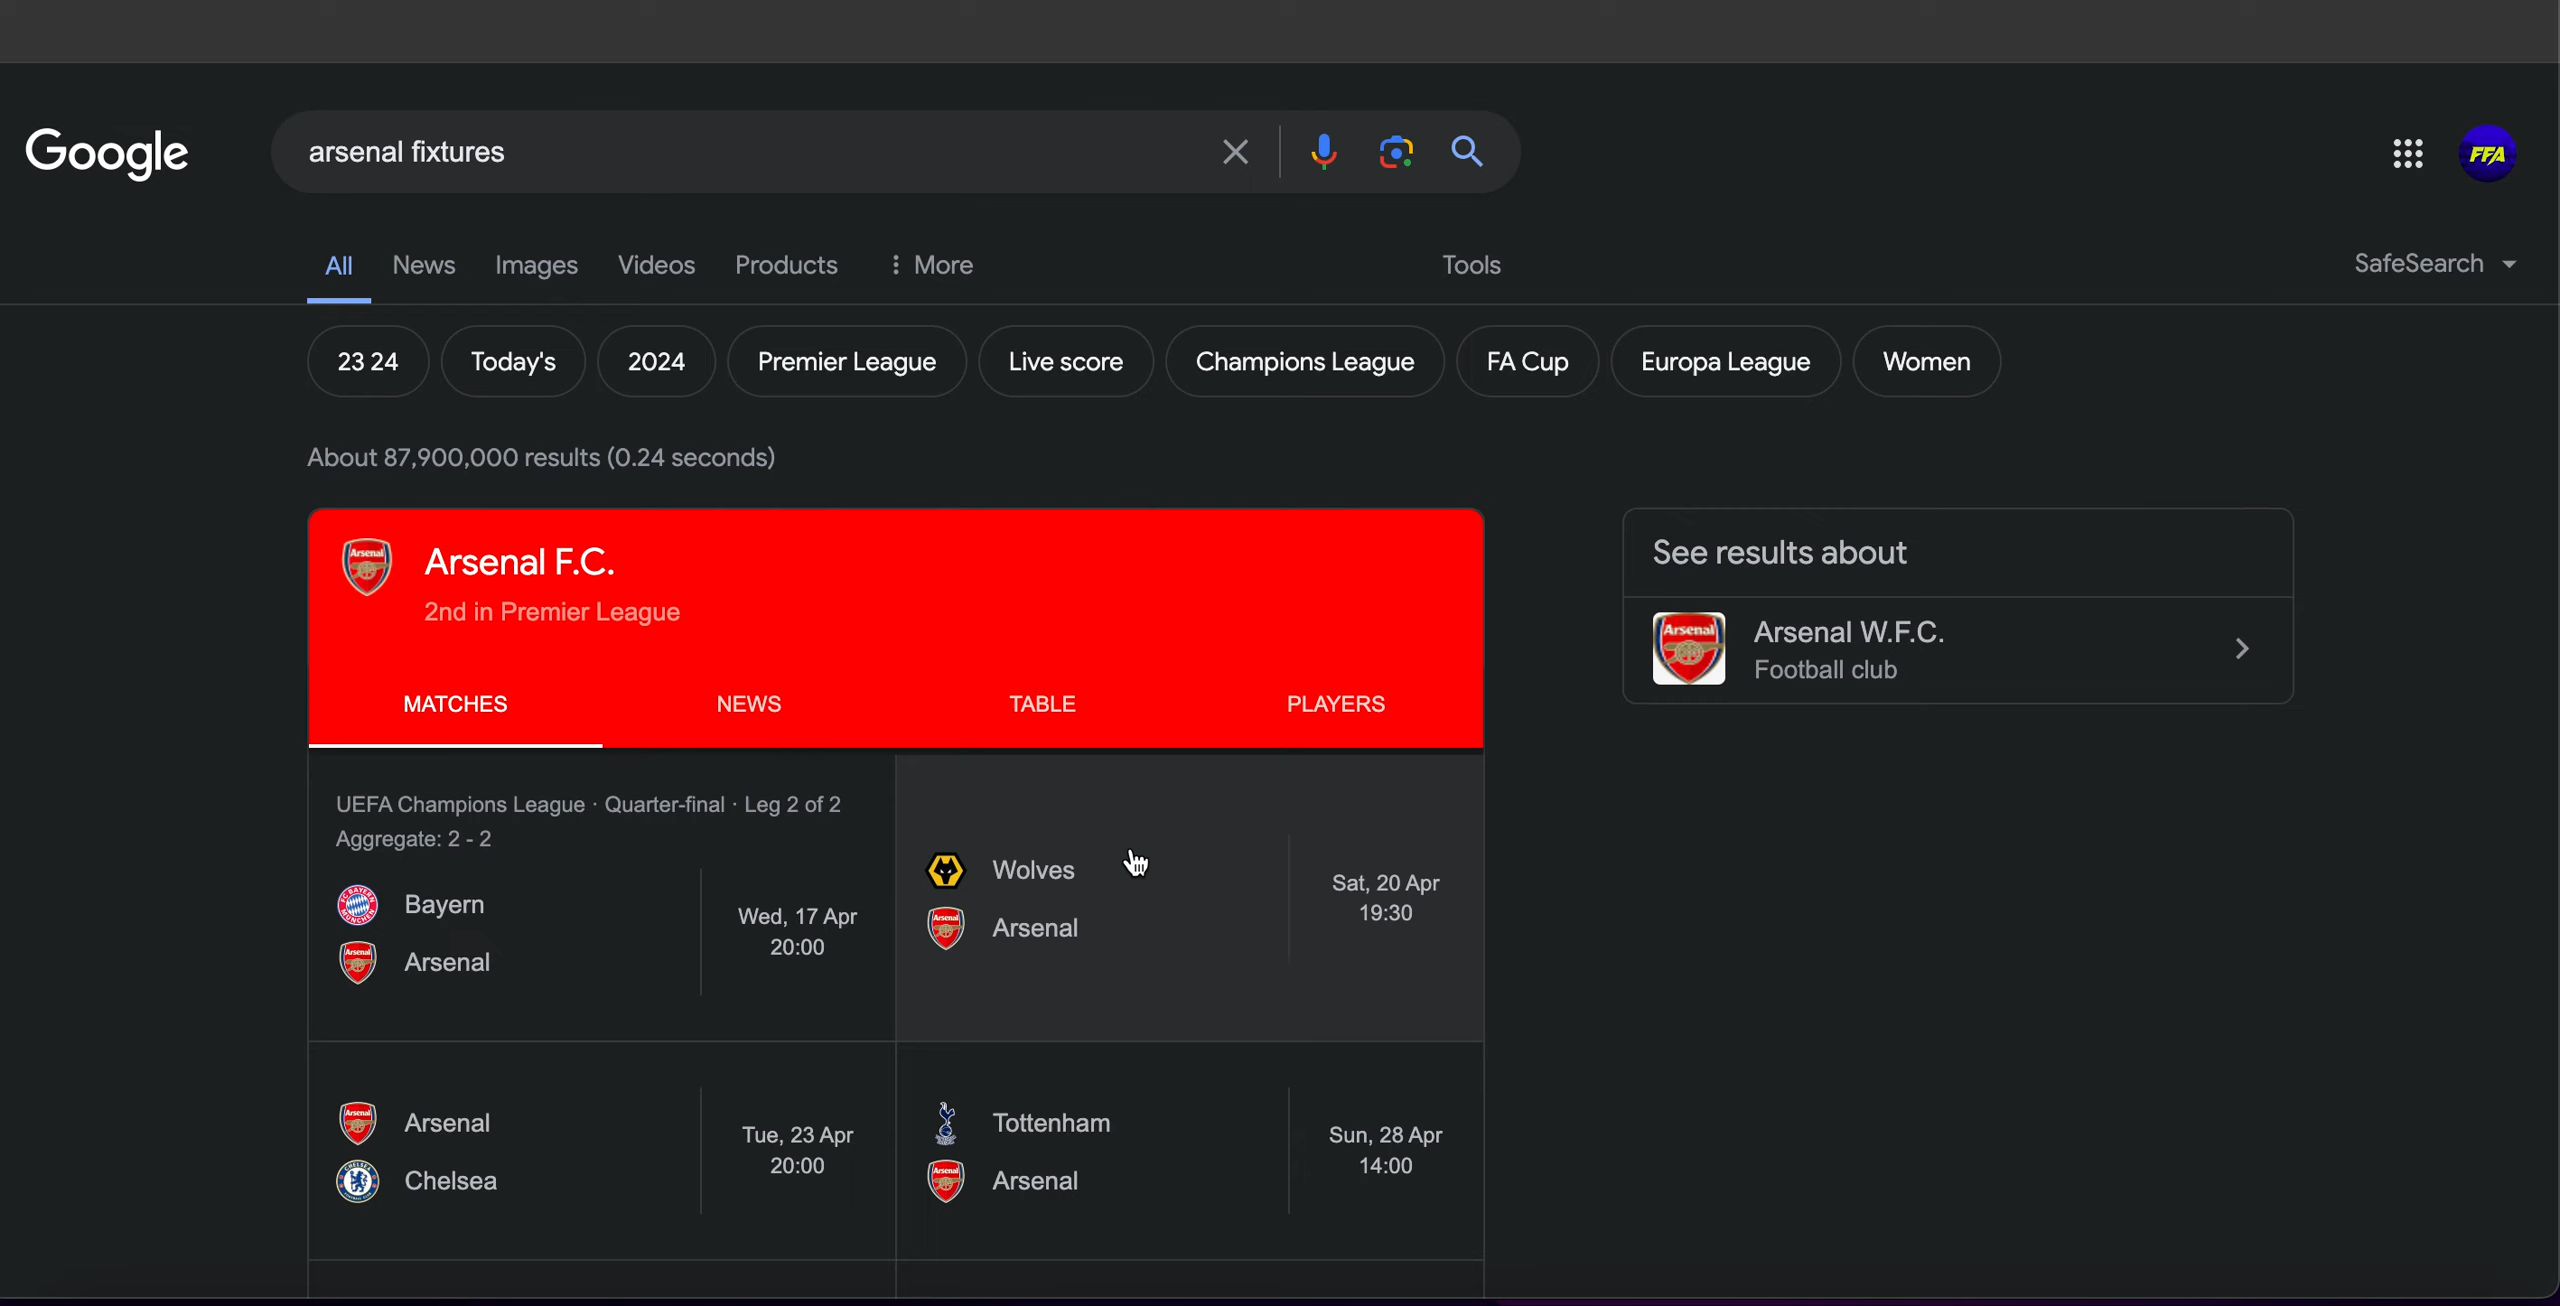 Google
arsenal fixtures
FFA
All News Images Videos Products More
Tools
SafeSearch
23 24 Today's 2024 Premier League Live score Champions League FA Cup Europa League Women
About 87,900,000 results (0.24 seconds)
Arsenal
Arsenal F.C.
2nd in Premier League
MATCHES NEWS TABLE PLAYERS
See results about
Arsenal
Arsenal W.F.C.
Football club
UEFA Champions League · Quarter-final · Leg 2 of 2
Aggregate: 2 - 2
Bayern
Arsenal
Wed, 17 Apr
20:00
Wolves
Arsenal
Sat, 20 Apr
19:30
Arsenal
Chelsea
Tue, 23 Apr
20:00
Tottenham
Arsenal
Sun, 28 Apr
14:00